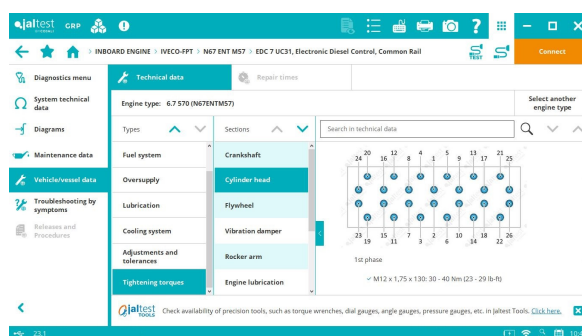 jaltest GRP
INBOARD ENGINE > IVECO-FPT > N67 ENT M57 > EDC 7 UC31, Electronic Diesel Control, Common Rail
TEST
Connect
Diagnostics menu
System technical data
Diagrams
Maintenance data
Vehicle/vessel data
Troubleshooting by symptoms
Releases and Procedures
Technical data
Repair times
Engine type: 6.7 570 (N67ENTM57)
Select another engine type
Types
Sections
Search in technical data
Fuel system
Oversupply
Lubrication
Cooling system
Adjustments and tolerances
Tightening torques
Crankshaft
Cylinder head
Flywheel
Vibration damper
Rocker arm
Engine lubrication
20 12 4 5 13 21
24 16 8 1 9 17 25
23 15 7 2 10 18 26
19 11 3 6 14 22
1st phase
M12 x 1,75 x 130: 30 - 40 Nm (23 - 29 lb-ft)
jaltest TOOLS
Check availability of precision tools, such as torque wrenches, dial gauges, angle gauges, pressure gauges, etc. in Jaltest Tools. Click here.
23.1